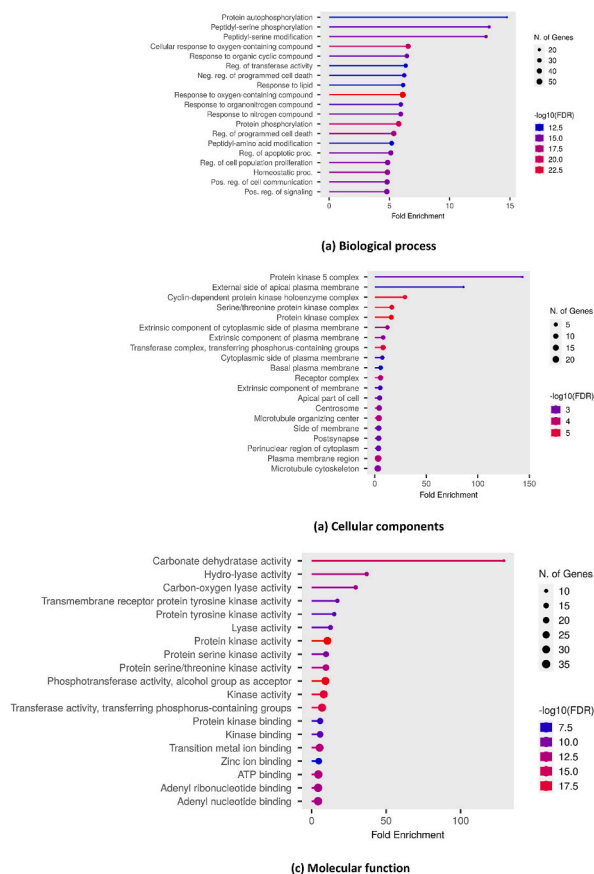 Protein autophosphorylation
Peptidyl-serine phosphorylation
Peptidyl-serine modification
Cellular response to oxygen-containing compound
Response to organic cyclic compound
Reg. of transferase activity
Neg. reg. of programmed cell death
Response to lipid
Response to oxygen-containing compound
Response to organonitrogen compound
Response to nitrogen compound
Protein phosphorylation
Reg. of programmed cell death
Peptidyl-amino acid modification
Reg. of apoptotic proc.
Reg. of cell population proliferation
Homeostatic proc.
Pos. reg. of cell communication
Pos. reg. of signaling
0 5 10 15
Fold Enrichment
N. of Genes
20
30
40
50
-log10(FDR)
12.5
15.0
17.5
20.0
22.5
(a) Biological process
Protein kinase 5 complex
External side of apical plasma membrane
Cyclin-dependent protein kinase holoenzyme complex
Serine/threonine protein kinase complex
Protein kinase complex
Extrinsic component of cytoplasmic side of plasma membrane
Extrinsic component of plasma membrane
Transferase complex, transferring phosphorus-containing groups
Cytoplasmic side of plasma membrane
Basal plasma membrane
Receptor complex
Extrinsic component of membrane
Apical part of cell
Centrosome
Microtubule organizing center
Side of membrane
Postsynapse
Perinuclear region of cytoplasm
Plasma membrane region
Microtubule cytoskeleton
0 50 100 150
Fold Enrichment
N. of Genes
5
10
15
20
-log10(FDR)
3
4
5
(a) Cellular components
Carbonate dehydratase activity
Hydro-lyase activity
Carbon-oxygen lyase activity
Transmembrane receptor protein tyrosine kinase activity
Protein tyrosine kinase activity
Lyase activity
Protein kinase activity
Protein serine kinase activity
Protein serine/threonine kinase activity
Phosphotransferase activity, alcohol group as acceptor
Kinase activity
Transferase activity, transferring phosphorus-containing groups
Protein kinase binding
Kinase binding
Transition metal ion binding
Zinc ion binding
ATP binding
Adenyl ribonucleotide binding
Adenyl nucleotide binding
0 50 100
Fold Enrichment
N. of Genes
10
15
20
25
30
35
-log10(FDR)
7.5
10.0
12.5
15.0
17.5
(c) Molecular function